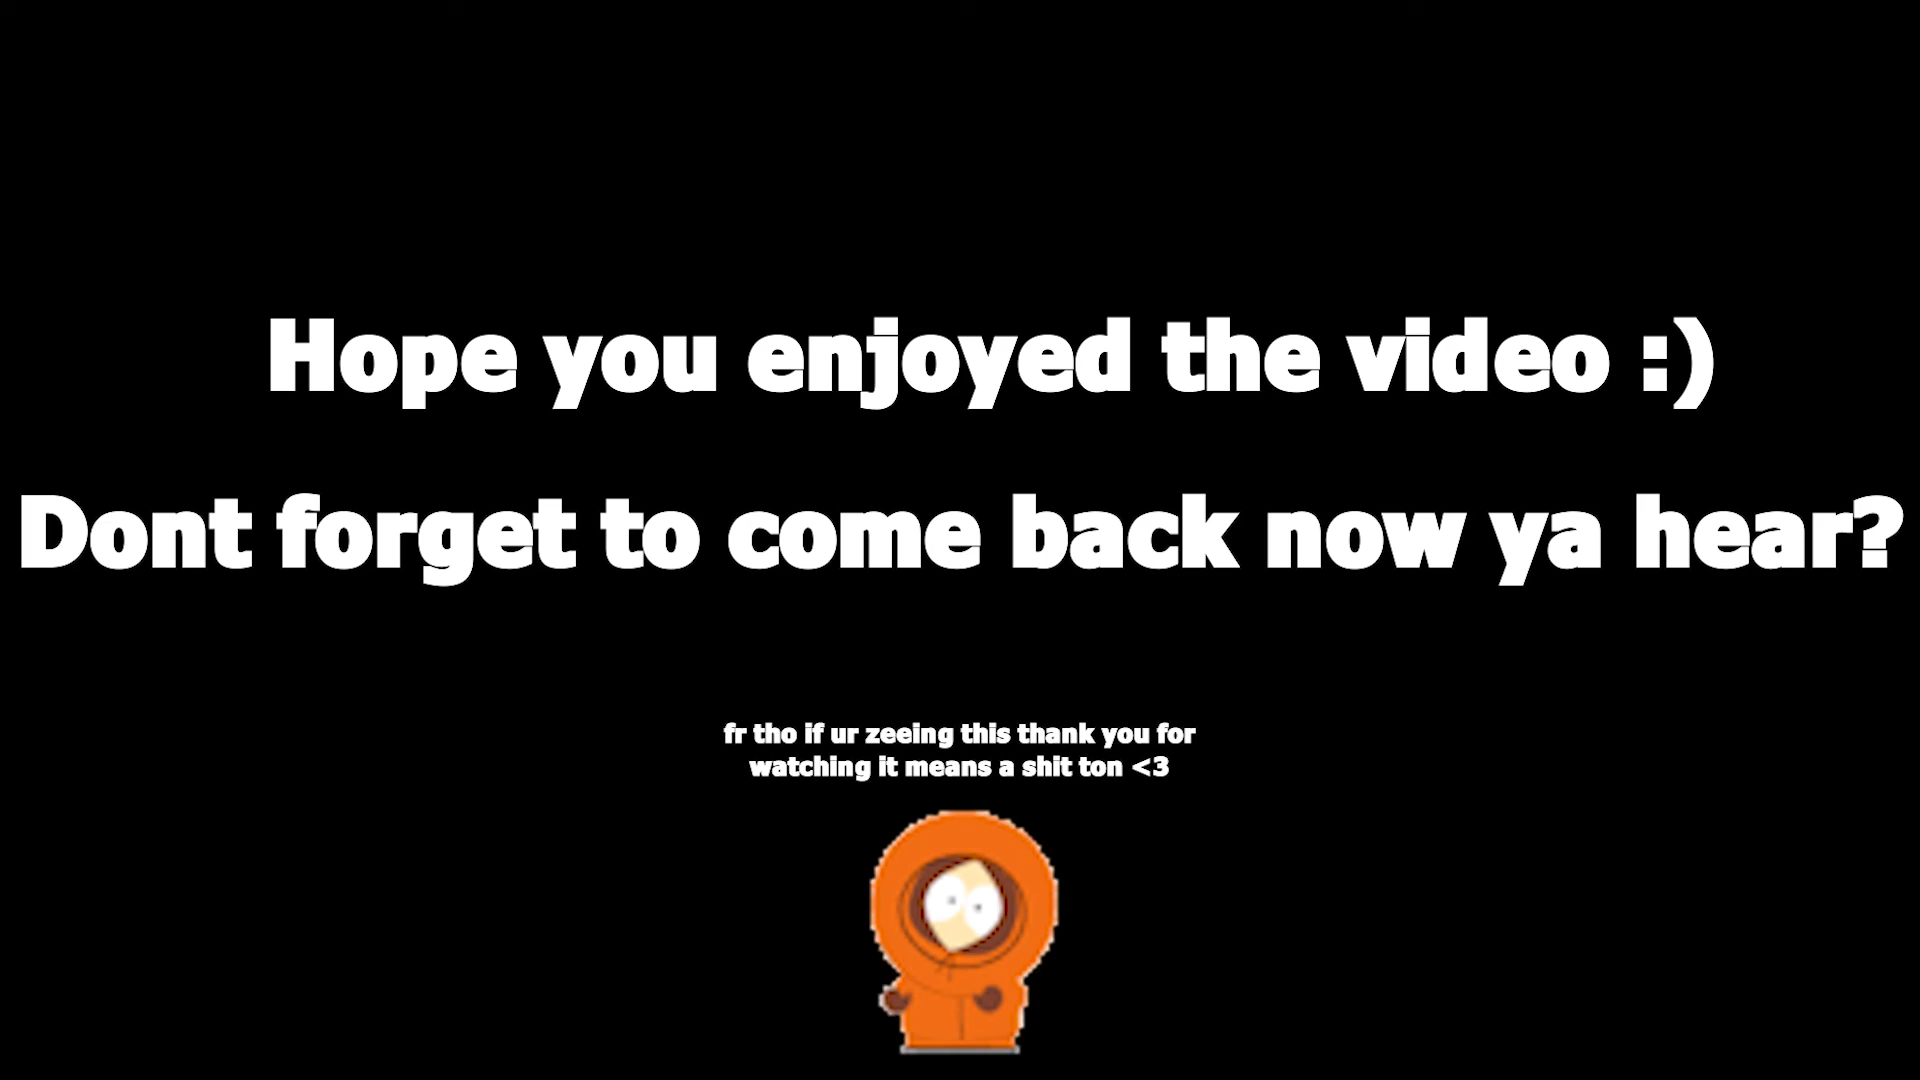 Hope you enjoyed the video :)
Dont forget to come back now ya hear?
fr tho if ur zeeing this thank you for
watching it means a shit ton <3